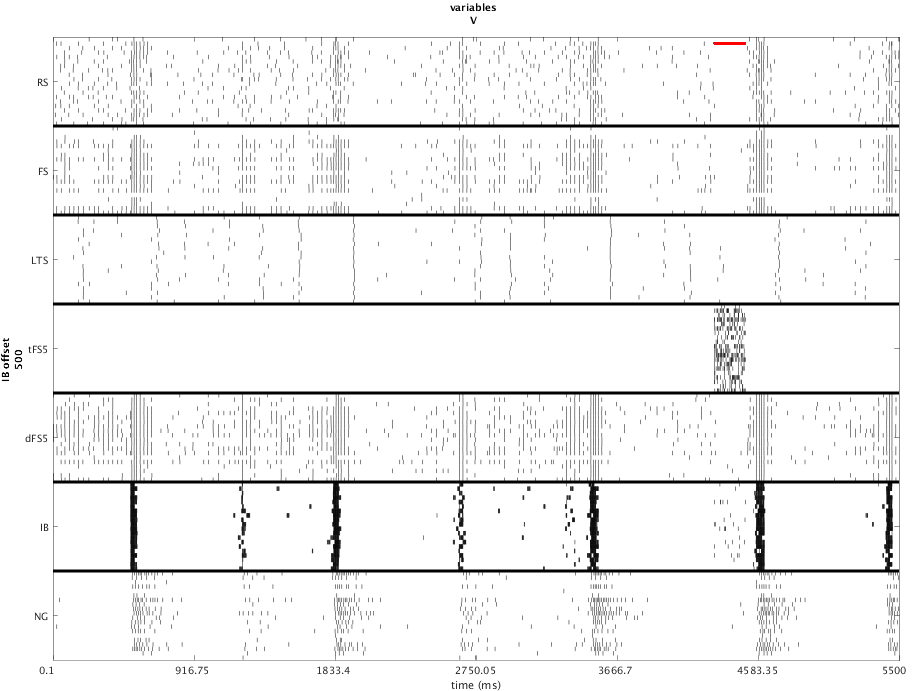 variables
V
RS
FS
LTS
tFS5
dFS5
IB
NG
IB offset
500
0.1
916.75
1833.4
2750.05
3666.7
4583.35
5500
time (ms)